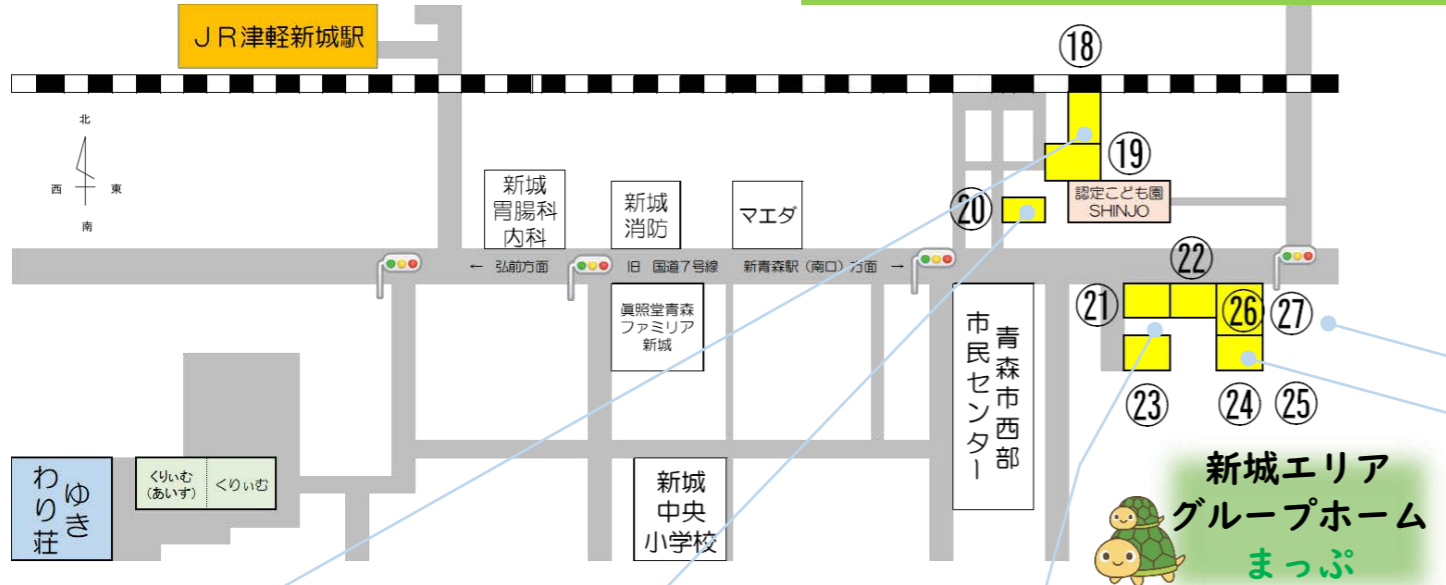 JR津軽新城駅
⑱
北
西 東
南
⑲
新城
胃腸科
内科
新城
消防
マエダ
⑳
認定こども園
SHINJO
← 弘前方面
旧 国道7号線
新青森駅(南口)方面 →
㉒
㉑
㉖
㉗
眞照堂青森
ファミリア
新城
青森市西部
市民センター
㉓
㉔
㉕
ゆき
わり荘
くりぃむ
(あいす)
くりぃむ
新城
中央
小学校
新城エリア
グループホーム
まっぷ